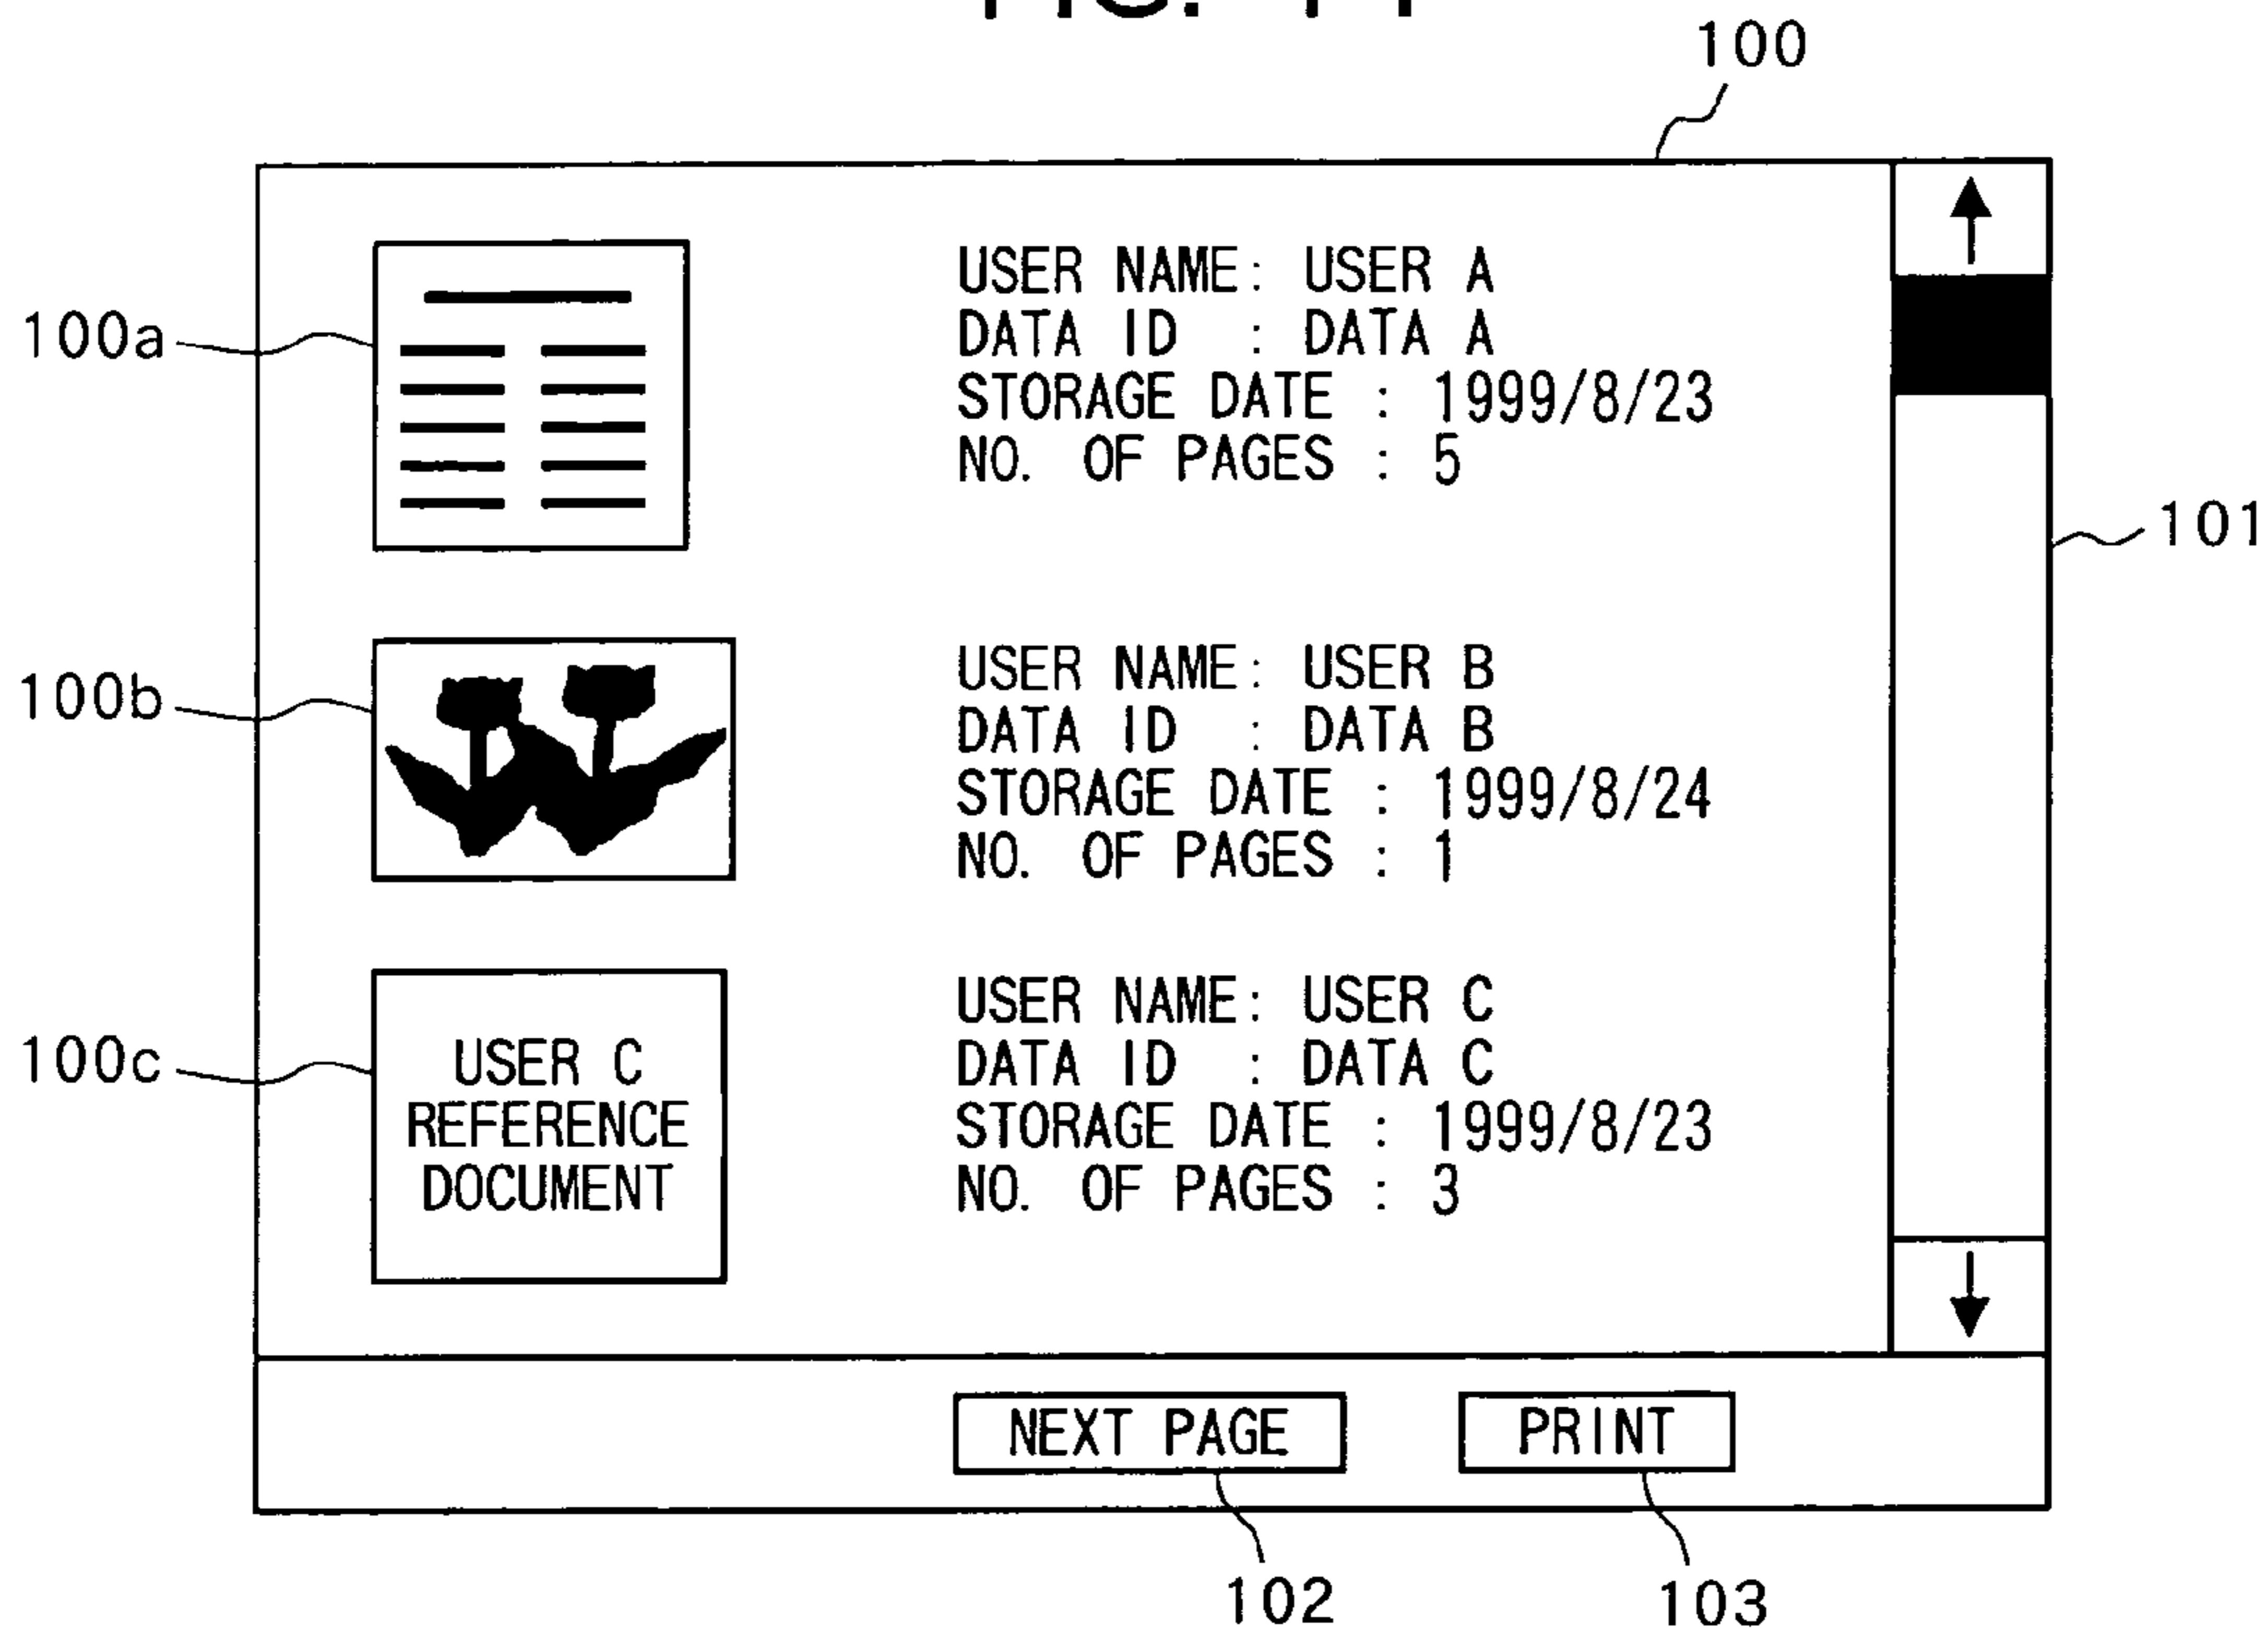 100
100a
USER NAME: USER A
DATA ID : DATA A
STORAGE DATE : 1999/8/23
NO. OF PAGES : 5
101
100b
USER NAME: USER B
DATA ID : DATA B
STORAGE DATE : 1999/8/24
NO. OF PAGES : 1
100c
USER C
REFERENCE
DOCUMENT
USER NAME: USER C
DATA ID : DATA C
STORAGE DATE : 1999/8/23
NO. OF PAGES : 3
NEXT PAGE
PRINT
102
103